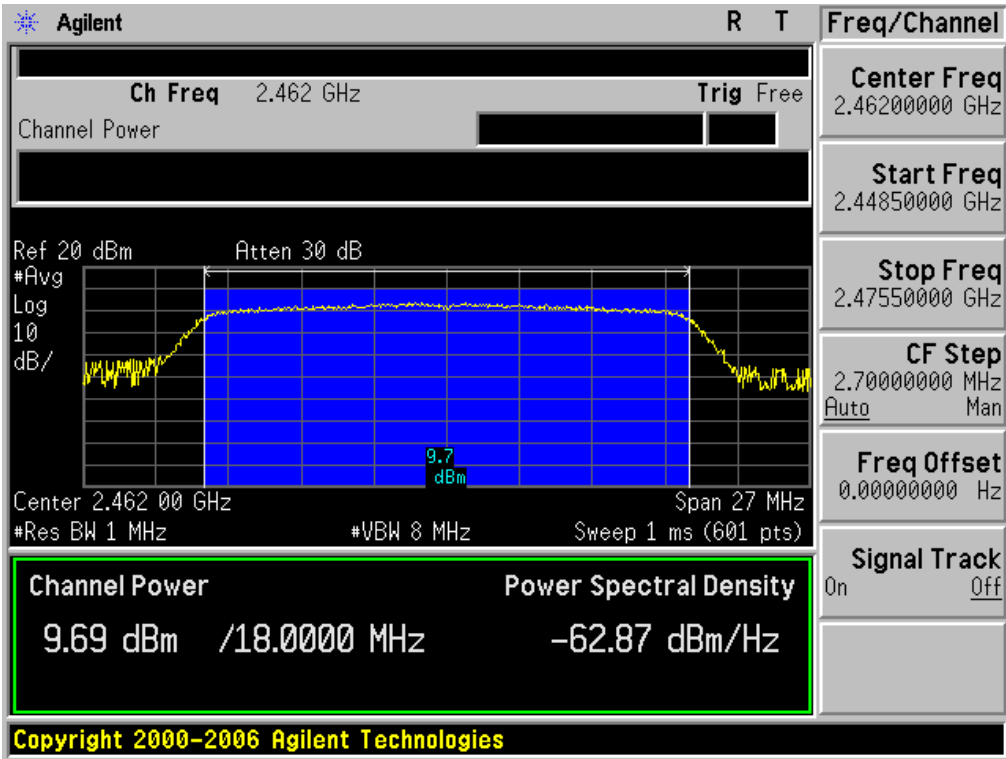 Agilent R T
Ch Freq 2.462 GHz Trig Free
Channel Power
Ref 20 dBm Atten 30 dB
#Avg
Log
10
dB/
9.7
dBm
Center 2.462 00 GHz Span 27 MHz
#Res BW 1 MHz #VBW 8 MHz Sweep 1 ms (601 pts)
Channel Power Power Spectral Density
9.69 dBm /18.0000 MHz -62.87 dBm/Hz
Copyright 2000-2006 Agilent Technologies
Freq/Channel
Center Freq
2.46200000 GHz
Start Freq
2.44850000 GHz
Stop Freq
2.47550000 GHz
CF Step
2.70000000 MHz
Auto Man
Freq Offset
0.00000000 Hz
Signal Track
On Off